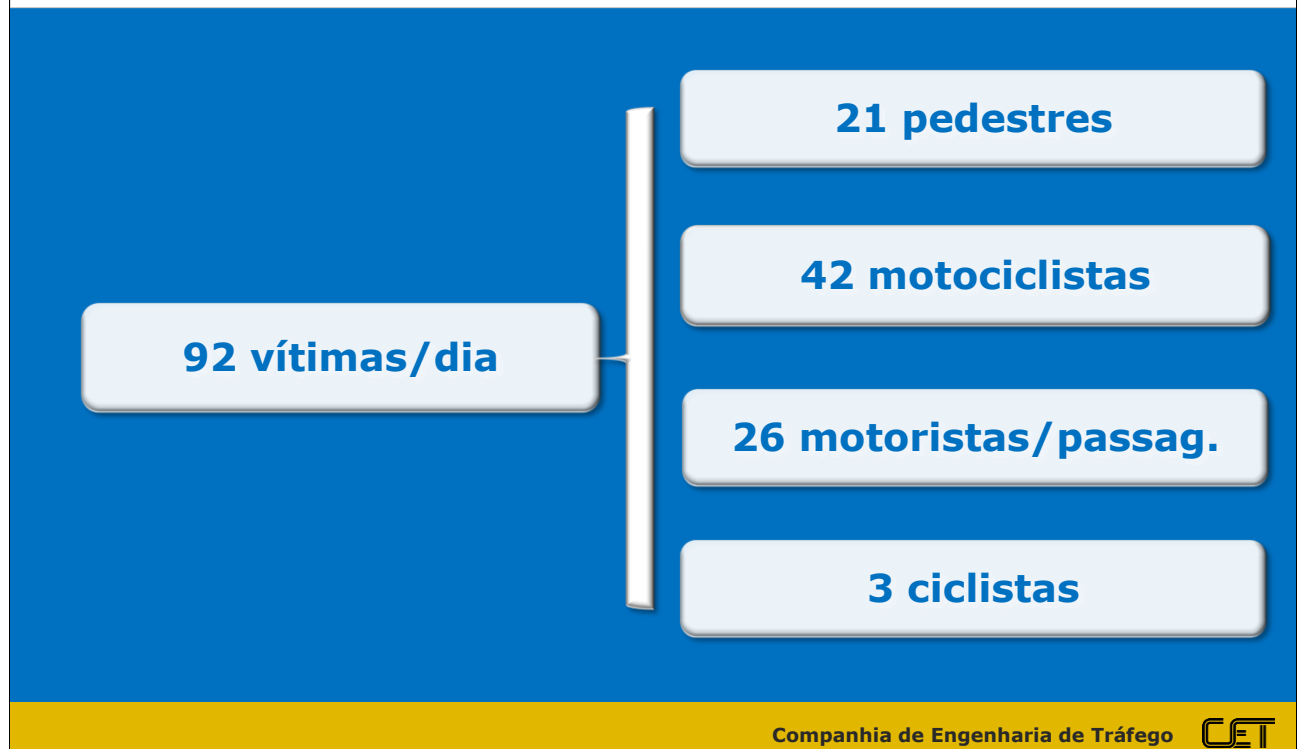 92 vítimas/dia
21 pedestres
42 motociclistas
26 motoristas/passag.
3 ciclistas
Companhia de Engenharia de Tráfego
CET